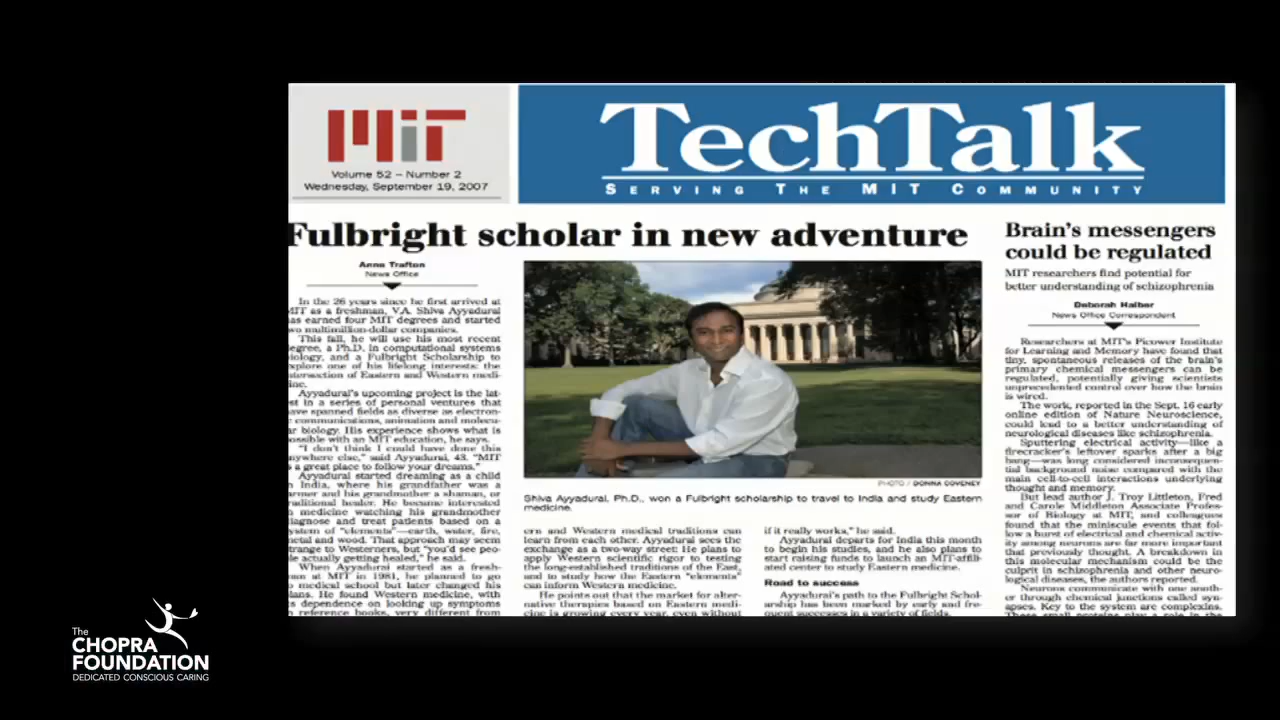 MIT
Volume 52 – Number 2
Wednesday, September 19, 2007
TechTalk
SERVING THE MIT COMMUNITY
Fulbright scholar in new adventure
Anne Trafton
News Office
In the 26 years since he first arrived at
MIT as a freshman, V.A. Shiva Ayyadurai
has earned four MIT degrees and started
two multimillion-dollar companies.
This fall, he will use his most recent
degree, a Ph.D. in computational systems
biology, and a Fulbright Scholarship to
explore one of his lifelong interests: the
intersection of Eastern and Western medi-
cine.
Ayyadurai's upcoming project is the lat-
est in a series of personal ventures that
have spanned fields as diverse as electron-
ic communications, animation and molecu-
lar biology. His experience shows what is
possible with an MIT education, he says.
"I don't think I could have done this
anywhere else," said Ayyadurai, 43. "MIT
is a great place to follow your dreams."
Ayyadurai started dreaming as a child
in India, where his grandfather was a
farmer and his grandmother a shaman, or
traditional healer. He became interested
in medicine watching his grandmother
diagnose and treat patients based on a
system of "elements"—earth, water, fire,
metal and wood. That approach may seem
strange to Westerners, but "you'd see peo-
ple actually getting healed," he said.
When Ayyadurai started as a fresh-
man at MIT in 1981, he planned to go
to medical school but later changed his
plans. He found Western medicine, with
its dependence on looking up symptoms
in reference books, very different from
PHOTO / DONNA COVENEY
Shiva Ayyadurai, Ph.D., won a Fulbright scholarship to travel to India and study Eastern
medicine.
ern and Western medical traditions can
learn from each other. Ayyadurai sees the
exchange as a two-way street: He plans to
apply Western scientific rigor to testing
the long-established traditions of the East,
and to study how the Eastern "elements"
can inform Western medicine.
He points out that the market for alter-
native therapies based on Eastern medi-
cine is growing every year, even without
if it really works," he said.
Ayyadurai departs for India this month
to begin his studies, and he also plans to
start raising funds to launch an MIT-affili-
ated center to study Eastern medicine.
Road to success
Ayyadurai's path to the Fulbright Schol-
arship has been marked by early and fre-
quent successes in a variety of fields.
Brain's messengers
could be regulated
MIT researchers find potential for
better understanding of schizophrenia
Deborah Halber
News Office Correspondent
Researchers at MIT's Picower Institute
for Learning and Memory have found that
tiny, spontaneous releases of the brain's
primary chemical messengers can be
regulated, potentially giving scientists
unprecedented control over how the brain
is wired.
The work, reported in the Sept. 16 early
online edition of Nature Neuroscience,
could lead to a better understanding of
neurological diseases like schizophrenia.
Sputtering electrical activity—like a
firecracker's leftover sparks after a big
bang—was long considered inconsequen-
tial background noise compared with the
main cell-to-cell interactions underlying
thought and memory.
But lead author J. Troy Littleton, Fred
and Carole Middleton Associate Profes-
sor of Biology at MIT, and colleagues
found that the miniscule events that fol-
low a burst of electrical and chemical activ-
ity among neurons are far more important
that previously thought. A breakdown in
this molecular mechanism could be the
culprit in schizophrenia and other neuro-
logical diseases, the authors reported.
Neurons communicate with one anoth-
er through chemical junctions called syn-
apses. Key to the system are complexins.
These small proteins play a role in the
The
CHOPRA
FOUNDATION
DEDICATED CONSCIOUS CARING